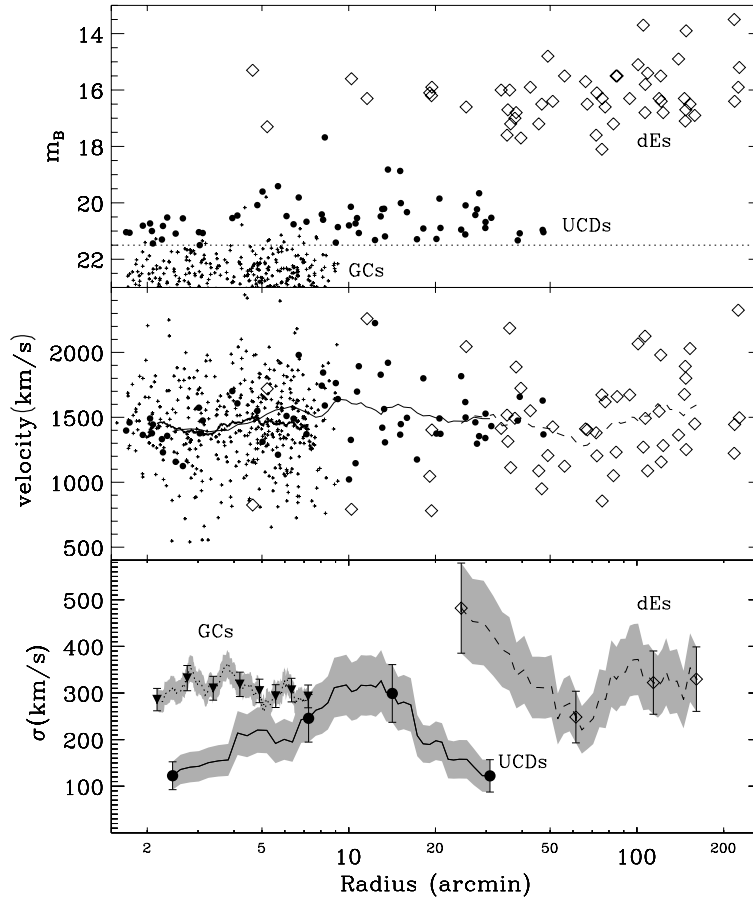 14
16
m_B
18
dEs
20
UCDs
GCs
22
2000
velocity(km/s)
1500
1000
500
500
GCs
dEs
400
σ(km/s)
300
200
UCDs
100
2 5 10 20 50 100 200
Radius (arcmin)